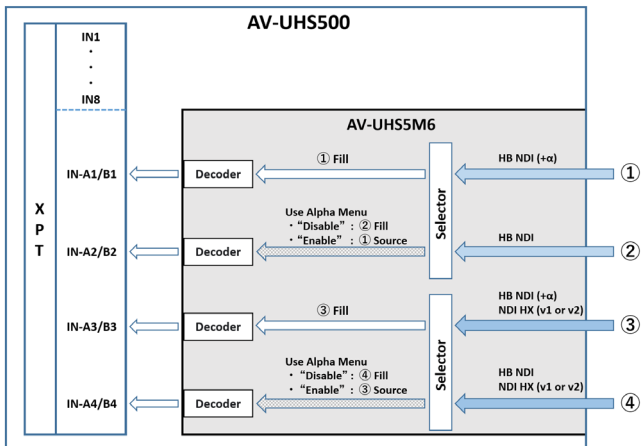 AV-UHS500
IN1
・
・
・
IN8
AV-UHS5M6
X
P
T
IN-A1/B1
Decoder
① Fill
Selector
HB NDI (+α)
①
IN-A2/B2
Decoder
Use Alpha Menu
・“Disable” : ② Fill
・“Enable” : ① Source
HB NDI
②
IN-A3/B3
Decoder
③ Fill
Selector
HB NDI (+α)
NDI HX (v1 or v2)
③
IN-A4/B4
Decoder
Use Alpha Menu
・“Disable” : ④ Fill
・“Enable” : ③ Source
HB NDI
NDI HX (v1 or v2)
④